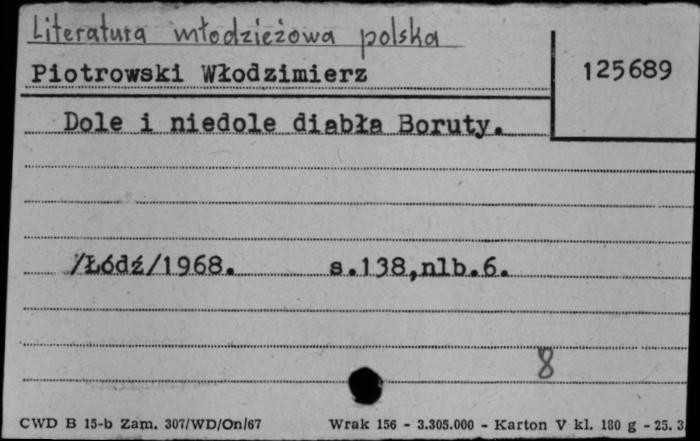 Literatura młodzieżowa polska
Piotrowski Włodzimierz
125689
Dole i niedole diabła Boruty.
/Łódź/1968. s.138,nlb.6.
8
CWD B 15-b Zam. 307/WD/On/67 Wrak 156 - 3.305.000 - Karton V kl. 180 g - 25. 3